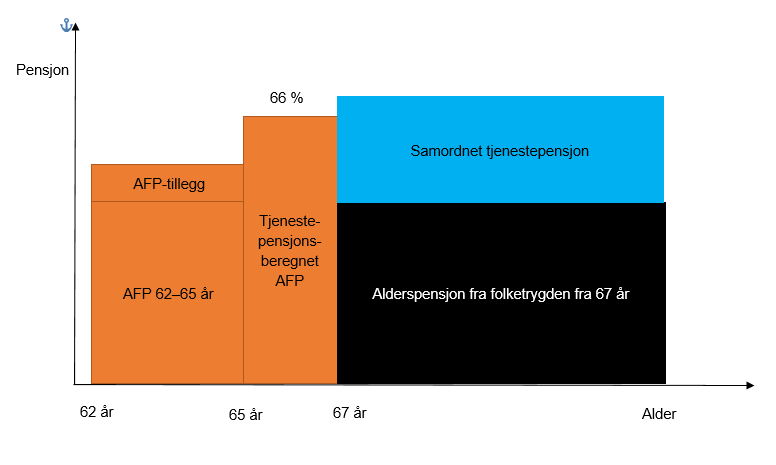 Pensjon
66 %
Samordnet tjenestepensjon
AFP-tillegg
Tjeneste-
pensjons-
beregnet
AFP
AFP 62–65 år
Alderspensjon fra folketrygden fra 67 år
62 år
65 år
67 år
Alder